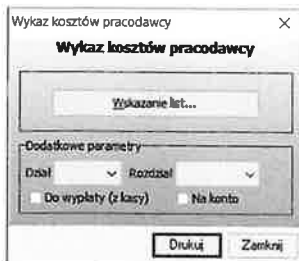 Wykaz kosztów pracodawcy
Wykaz kosztów pracodawcy
Wskazanie list...
Dodatkowe parametry
Dział Rozdział
Do wypłaty (z kasy) Na konto
Drukuj Zamknij